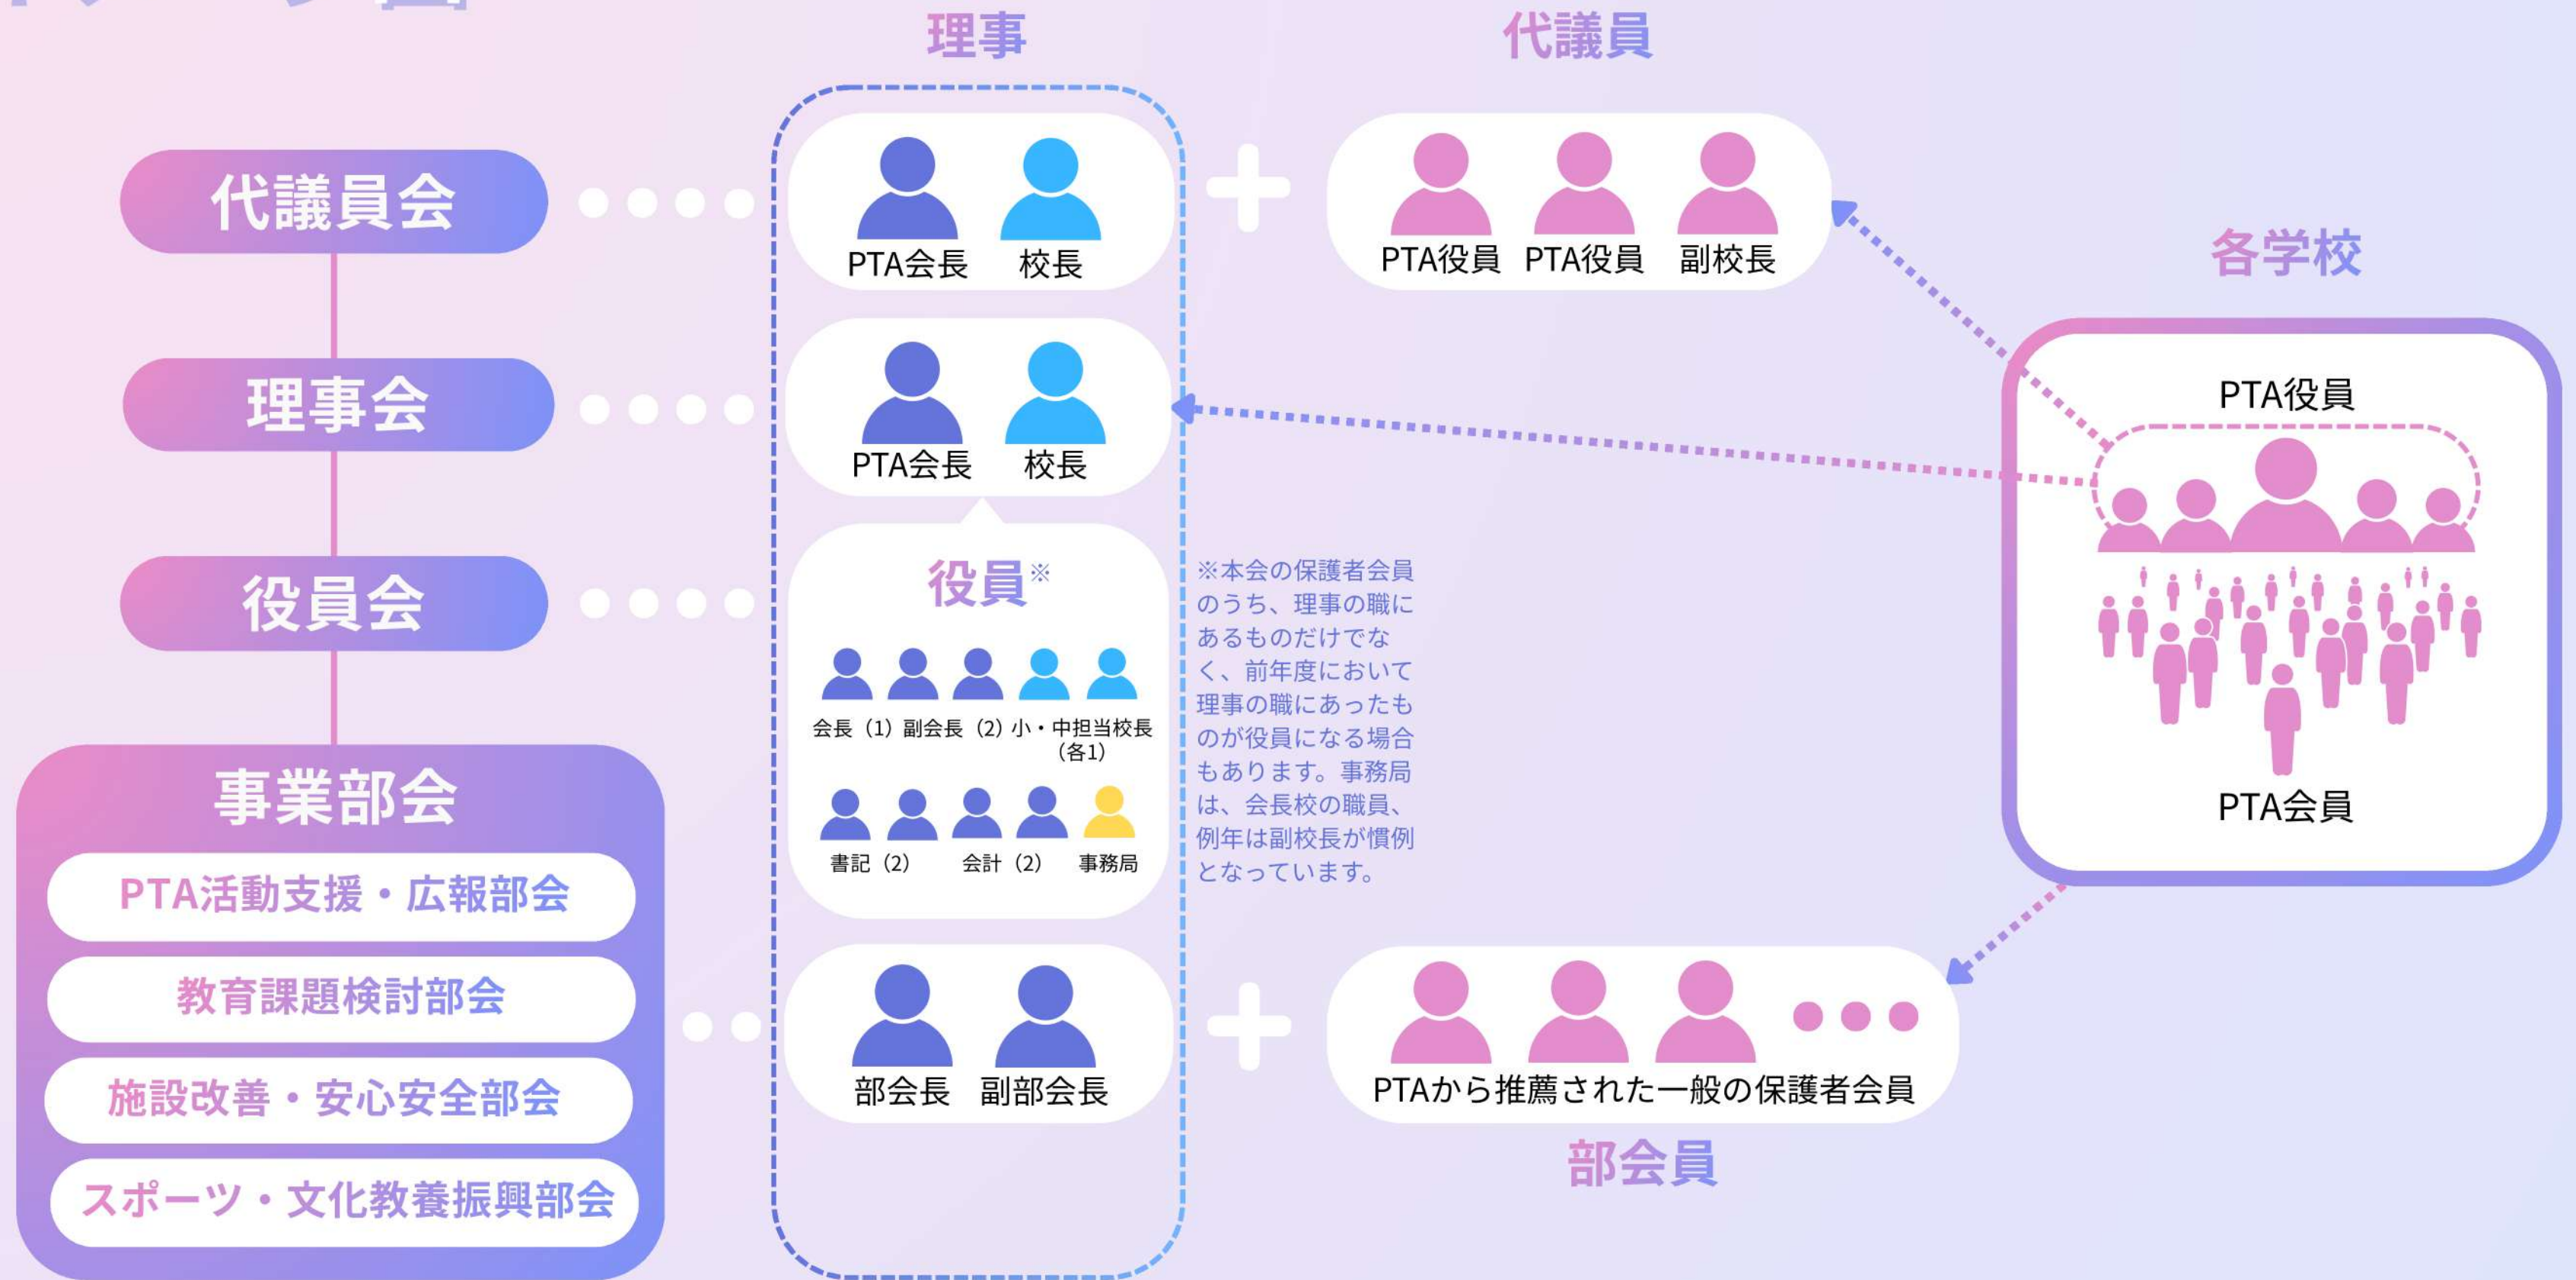 理事
代議員
代議員会
PTA会長 校長
PTA役員 PTA役員 副校長
各学校
理事会
PTA会長 校長
PTA役員
役員会
役員※
会長（1）副会長（2）小・中担当校長
（各1）
書記（2） 会計（2） 事務局
※本会の保護者会員
のうち、理事の職に
あるものだけでな
く、前年度において
理事の職にあったも
のが役員になる場合
もあります。事務局
は、会長校の職員、
例年は副校長が慣例
となっています。
PTA会員
事業部会
PTA活動支援・広報部会
教育課題検討部会
施設改善・安心安全部会
スポーツ・文化教養振興部会
部会長 副部会長
PTAから推薦された一般の保護者会員
部会員